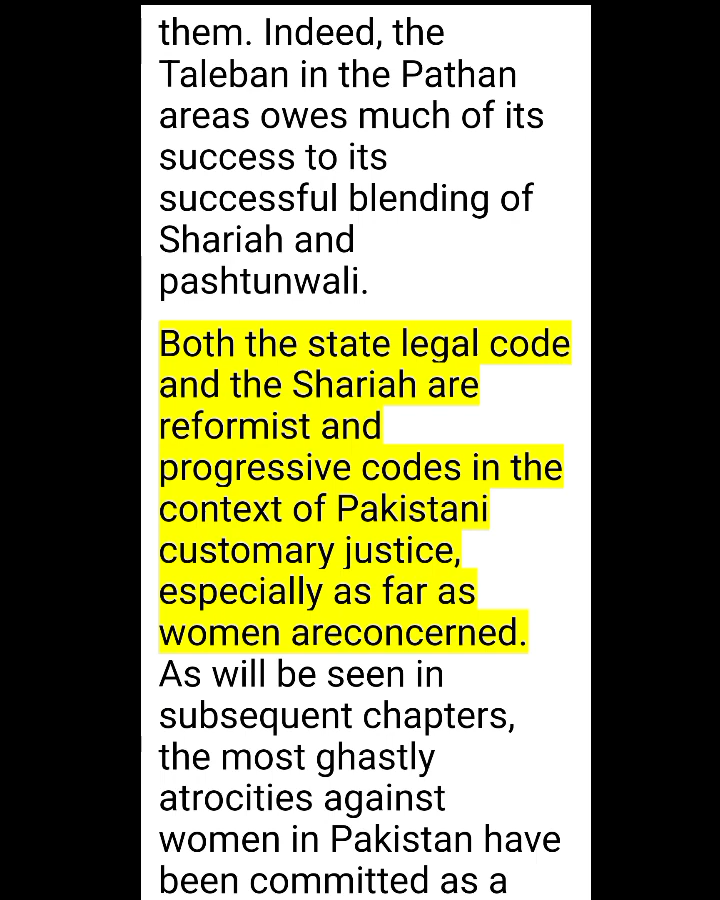 them. Indeed, the
Taleban in the Pathan
areas owes much of its
success to its
successful blending of
Shariah and
pashtunwali.
Both the state legal code
and the Shariah are
reformist and
progressive codes in the
context of Pakistani
customary justice,
especially as far as
women areconcerned.
As will be seen in
subsequent chapters,
the most ghastly
atrocities against
women in Pakistan have
been committed as a